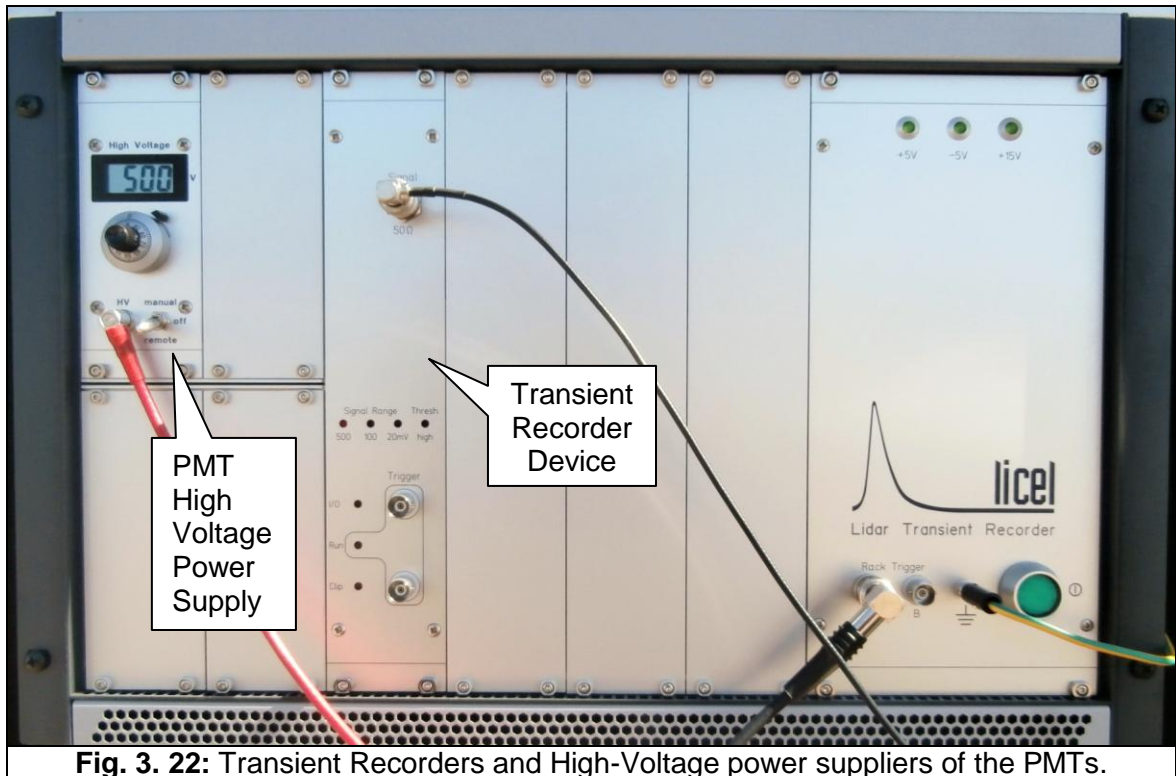 High Voltage
500 V
HV manual
off
remote
PMT
High
Voltage
Power
Supply
Signal
50Ω
Transient
Recorder
Device
Signal Range Thresh
500 100 20mV high
Trigger
I/O
Run
Clip
+5V -5V +15V
licel
Lidar Transient Recorder
Rack Trigger
B
Fig. 3. 22: Transient Recorders and High-Voltage power suppliers of the PMTs.